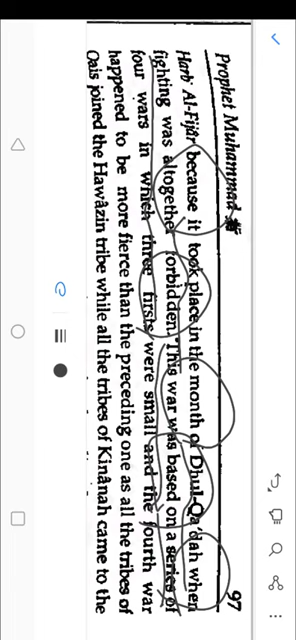 Prophet Muhammad ﷺ 97
Harb Al-Fijâr because it took place in the month of Dhul-Qa'dah when
fighting was altogether forbidden. This war was based on a series of
four wars in which three firsts were small and the fourth war
happened to be more fierce than the preceding one as all the tribes of
Qais joined the Hawâzin tribe while all the tribes of Kinânah came to the